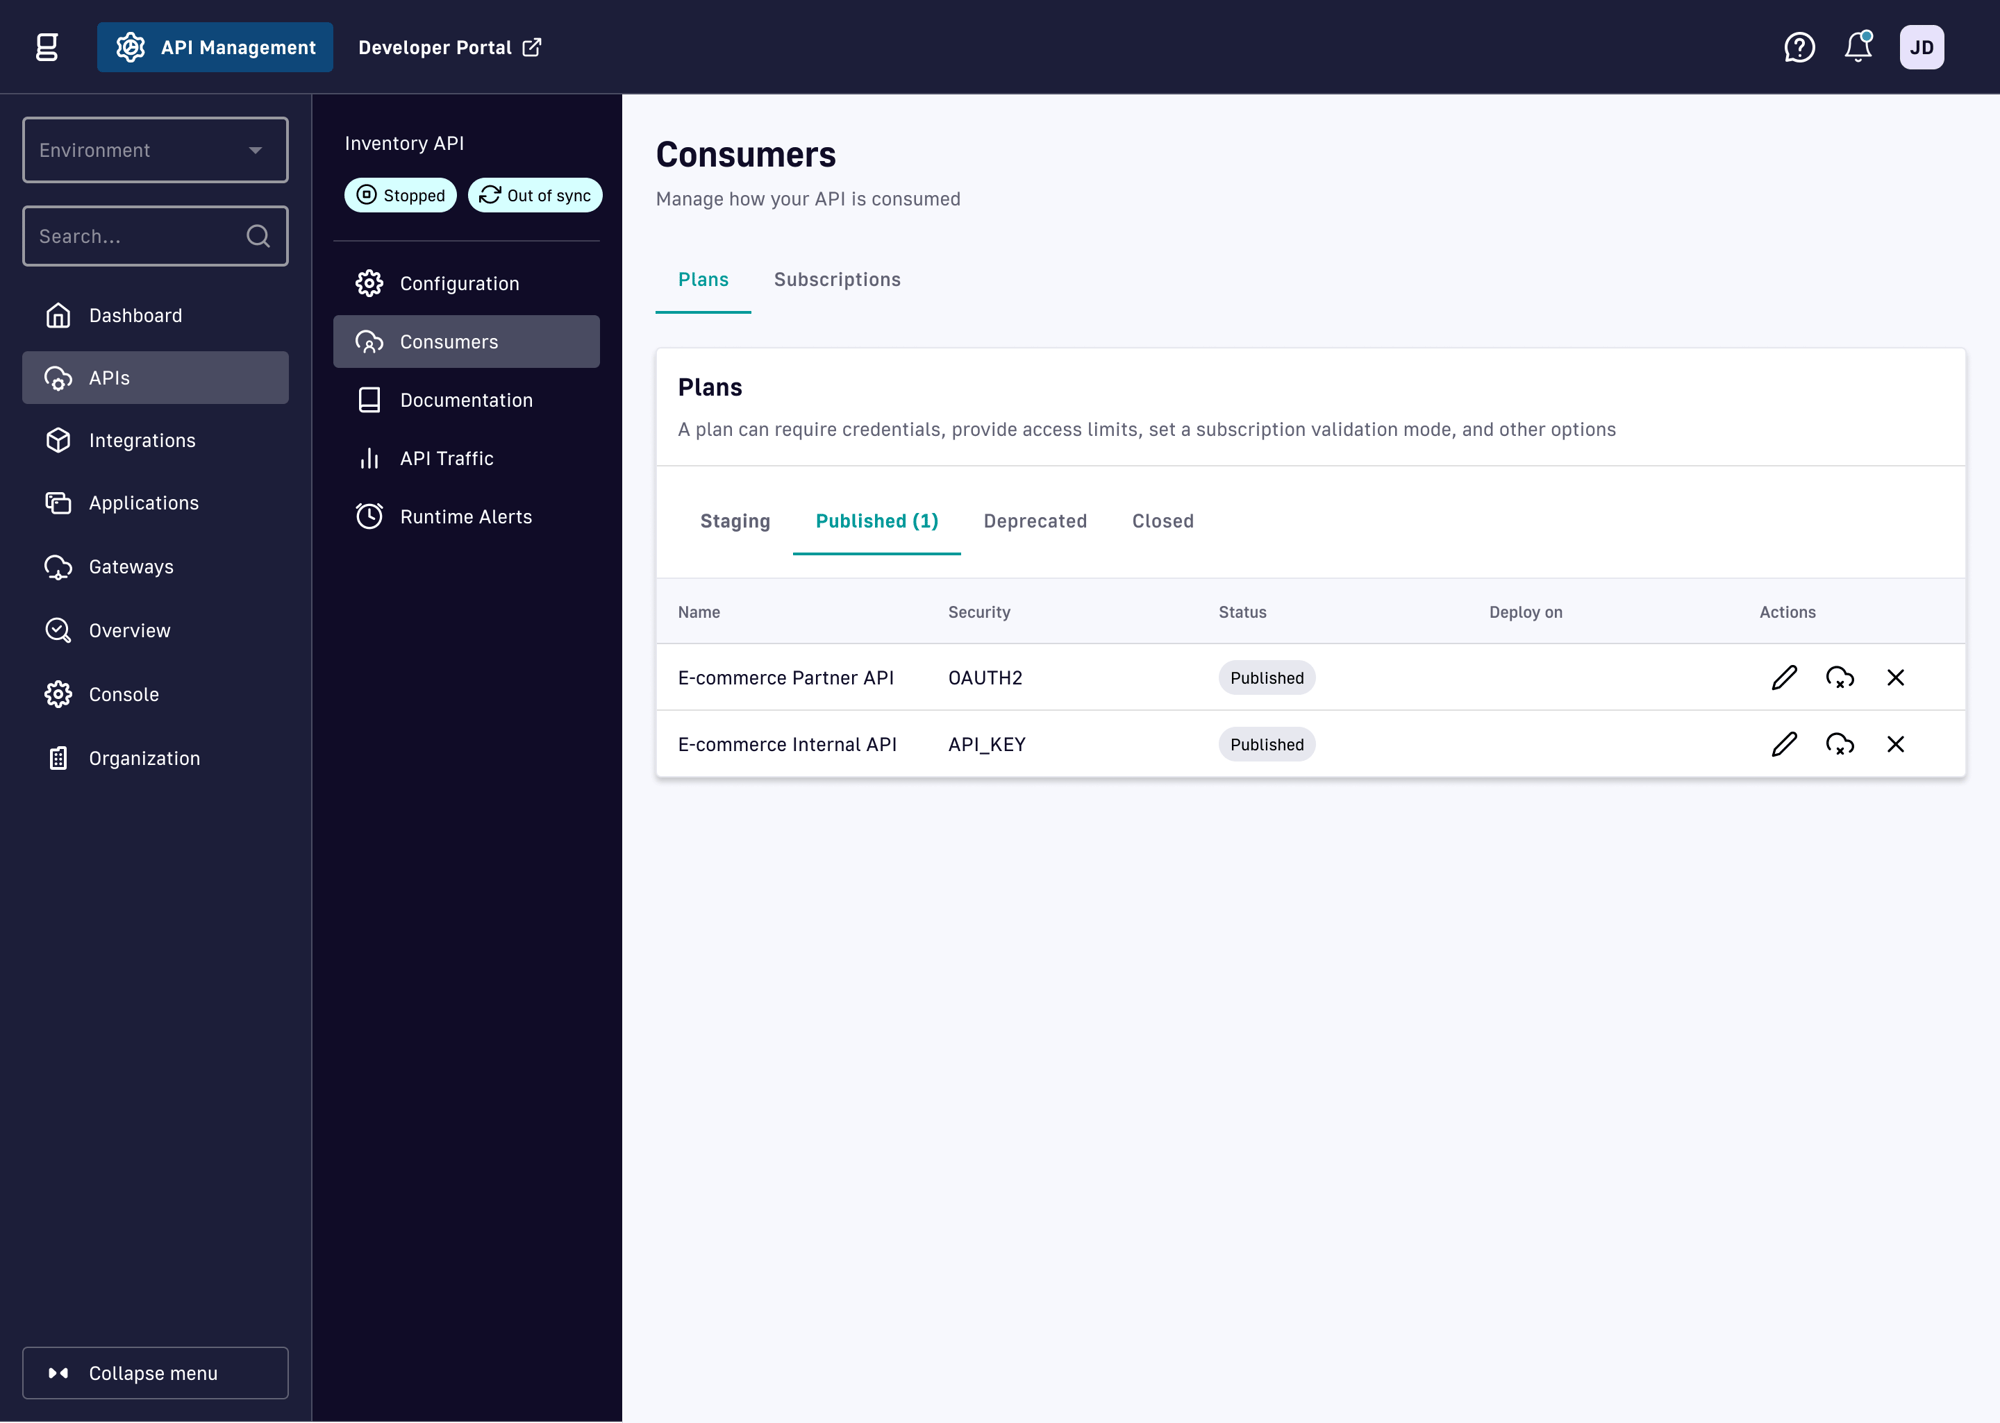 g
API Management
Developer Portal
JD
Environment
Search...
Dashboard
APIs
Integrations
Applications
Gateways
Overview
Console
Organization
Collapse menu
Inventory API
Stopped
Out of sync
Configuration
Consumers
Documentation
API Traffic
Runtime Alerts
Consumers
Manage how your API is consumed
Plans
Subscriptions
Plans
A plan can require credentials, provide access limits, set a subscription validation mode, and other options
Staging
Published (1)
Deprecated
Closed
Name Security Status Deploy on Actions
E-commerce Partner API OAUTH2 Published
E-commerce Internal API API_KEY Published